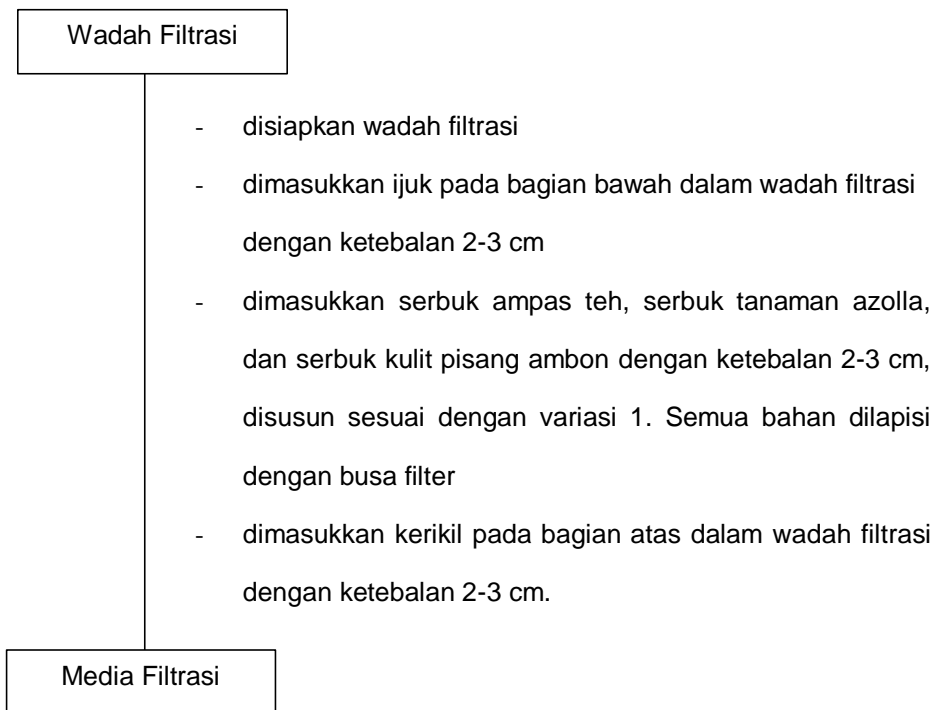 Wadah Filtrasi
- disiapkan wadah filtrasi
- dimasukkan ijuk pada bagian bawah dalam wadah filtrasi
dengan ketebalan 2-3 cm
- dimasukkan serbuk ampas teh, serbuk tanaman azolla,
dan serbuk kulit pisang ambon dengan ketebalan 2-3 cm,
disusun sesuai dengan variasi 1. Semua bahan dilapisi
dengan busa filter
- dimasukkan kerikil pada bagian atas dalam wadah filtrasi
dengan ketebalan 2-3 cm.
Media Filtrasi